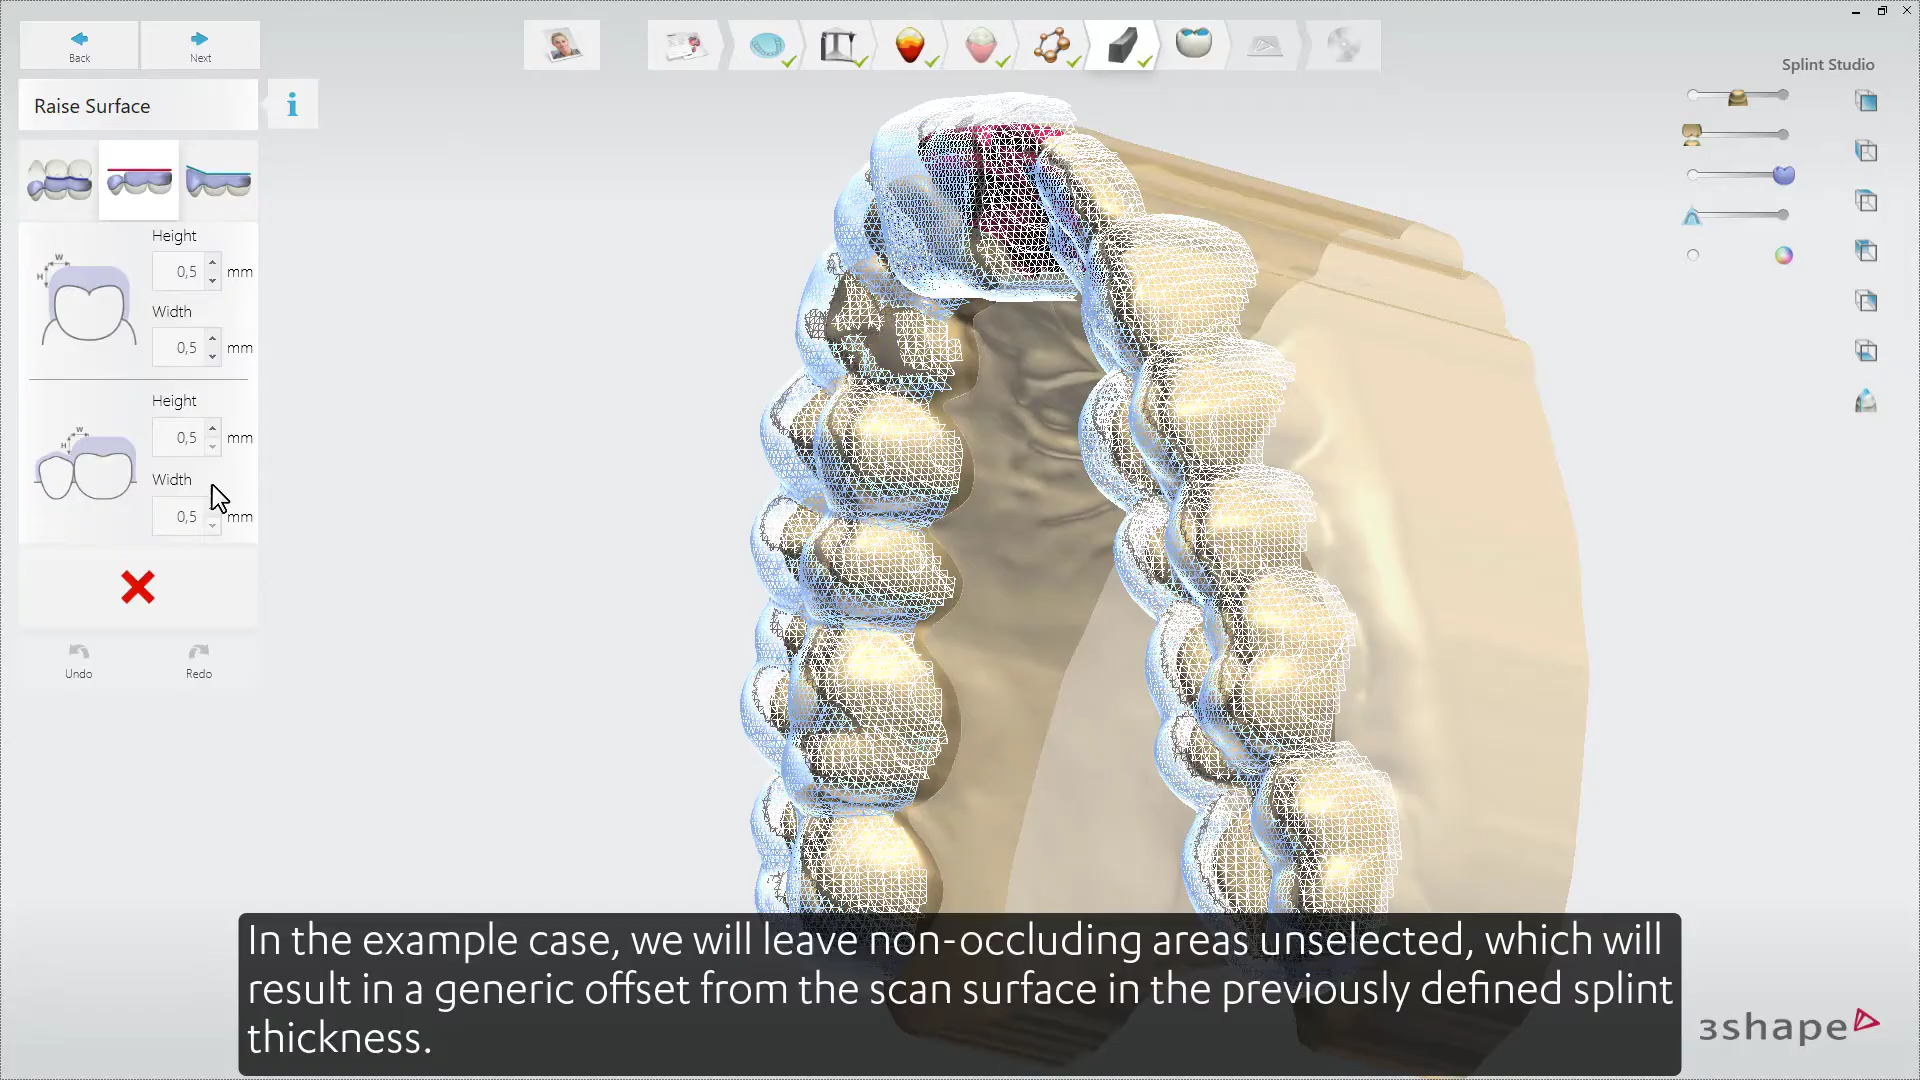 Back
Next
Splint Studio
Raise Surface
i
Height
W
H
0,5 mm
Width
0,5 mm
Height
W
H
0,5 mm
Width
0,5 mm
Undo
Redo
In the example case, we will leave non-occluding areas unselected, which will
result in a generic offset from the scan surface in the previously defined splint
thickness.
3shape